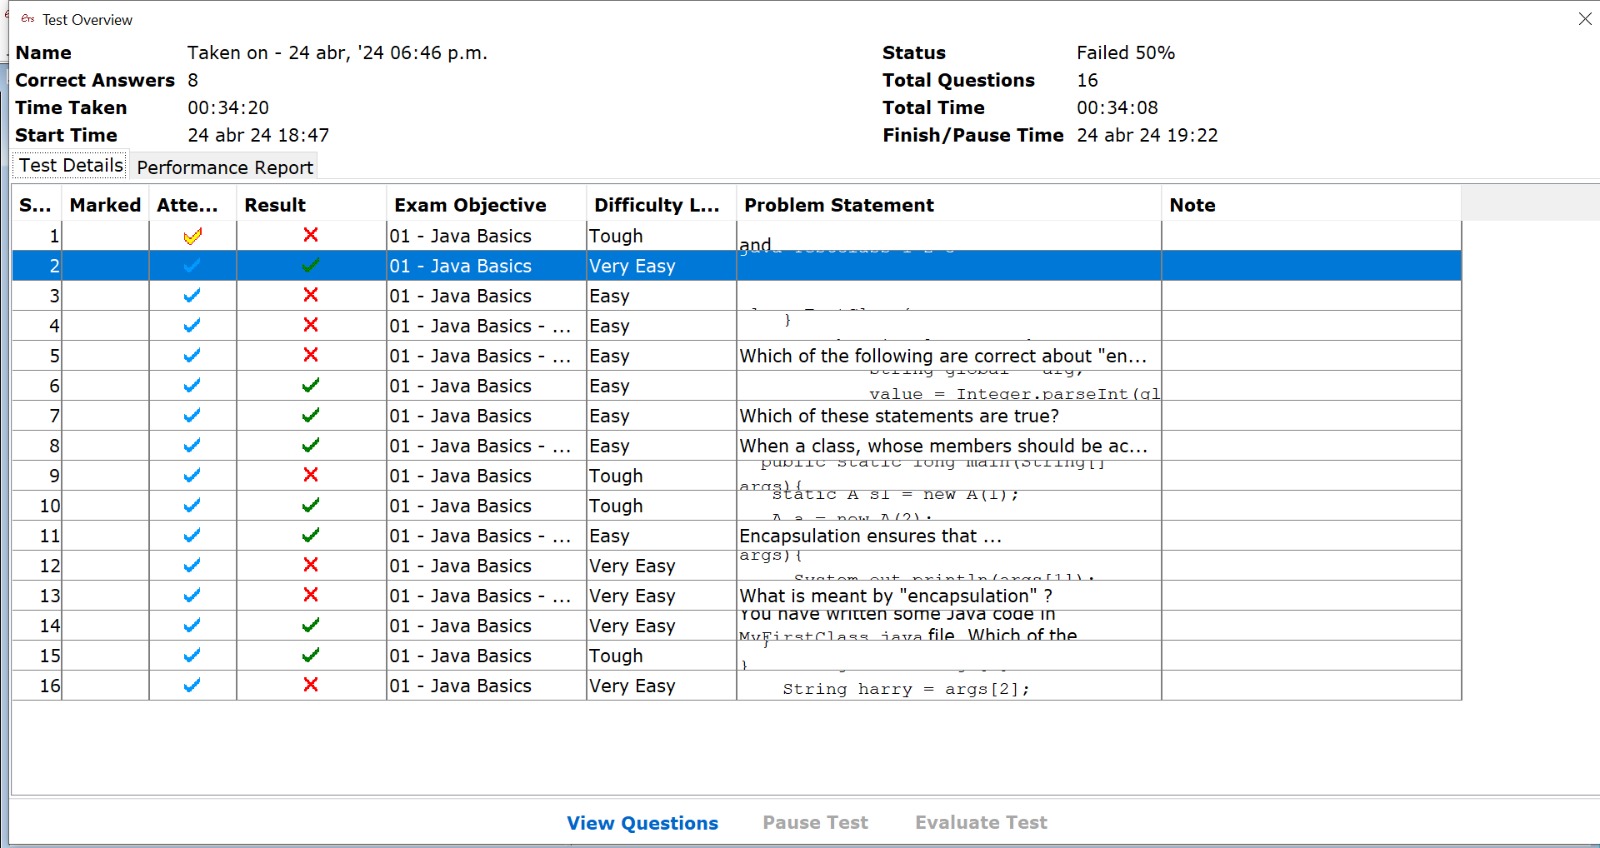 Test Overview
Name Taken on - 24 abr, '24 06:46 p.m. Status Failed 50%
Correct Answers 8 Total Questions 16
Time Taken 00:34:20 Total Time 00:34:08
Start Time 24 abr 24 18:47 Finish/Pause Time 24 abr 24 19:22
Test Details Performance Report
S... Marked Atte... Result Exam Objective Difficulty L... Problem Statement Note
1 01 - Java Basics Tough and
2 01 - Java Basics Very Easy
3 01 - Java Basics Easy
4 01 - Java Basics - ... Easy }
5 01 - Java Basics - ... Easy Which of the following are correct about "en...
6 01 - Java Basics Easy String global = arg;
value = Integer.parseInt(gl
7 01 - Java Basics Easy Which of these statements are true?
8 01 - Java Basics - ... Easy When a class, whose members should be ac...
9 01 - Java Basics Tough public static long main(String[]
args){
10 01 - Java Basics Tough static A s1 = new A(1);
A a = new A(2);
11 01 - Java Basics - ... Easy Encapsulation ensures that ...
12 01 - Java Basics Very Easy args){
System.out.println(args[1]);
13 01 - Java Basics - ... Very Easy What is meant by "encapsulation" ?
14 01 - Java Basics Very Easy You have written some Java code in
MyFirstClass.java file. Which of the
15 01 - Java Basics Tough }
}
16 01 - Java Basics Very Easy String harry = args[2];
View Questions Pause Test Evaluate Test